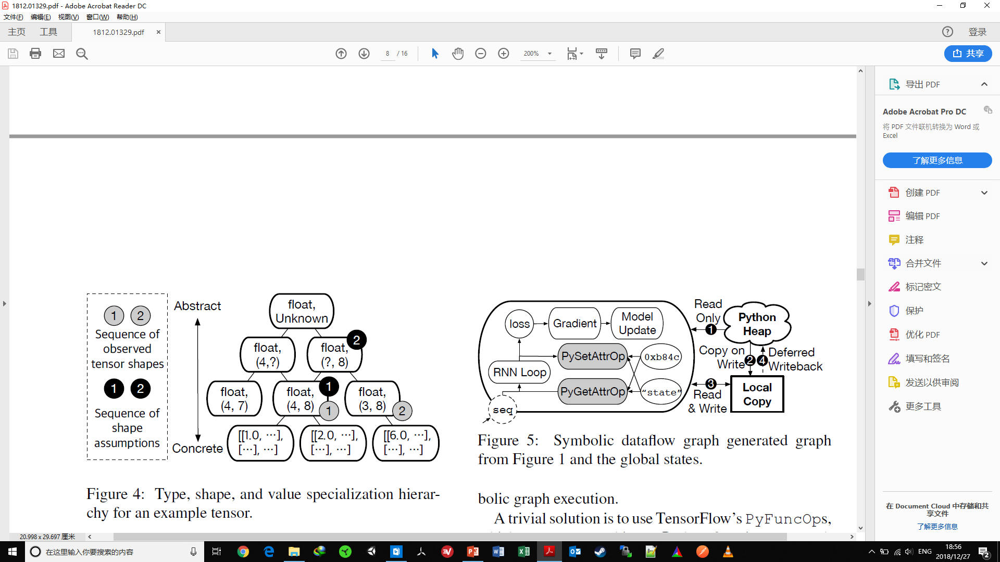 1812.01329.pdf - Adobe Acrobat Reader DC
文件(F) 编辑(E) 视图(V) 窗口(W) 帮助(H)
主页 工具 1812.01329.pdf × 登录
8 / 16 200% 共享
Abstract
Concrete
1 2
Sequence of
observed
tensor shapes
1 2
Sequence of
shape
assumptions
float,
Unknown
float,
(4,?)
float,
(?, 8)
2
float,
(4, 7)
float,
(4, 8)
1
1
float,
(3, 8)
2
[[1.0, ⋯],
[⋯], ⋯]
[[2.0, ⋯],
[⋯], ⋯]
[[6.0, ⋯],
[⋯], ⋯]
Figure 4: Type, shape, and value specialization hierar-
chy for an example tensor.
loss
Gradient
Model
Update
PySetAttrOp
0xb84c
RNN Loop
PyGetAttrOp
“state”
seq
Read
Only
1
Python
Heap
Copy on
Write
2
4
Deferred
Writeback
3
Read
& Write
Local
Copy
Figure 5: Symbolic dataflow graph generated graph
from Figure 1 and the global states.
bolic graph execution.
A trivial solution is to use TensorFlow’s PyFuncOps,
导出 PDF
Adobe Acrobat Pro DC
将 PDF 文件联机转换为 Word 或
Excel
了解更多信息
创建 PDF
编辑 PDF
注释
合并文件
标记密文
保护
优化 PDF
填写和签名
发送以供审阅
更多工具
在 Document Cloud 中存储和共
享文件
了解更多信息
20.998 x 29.697 厘米
在这里输入你要搜索的内容
ENG
18:56
2018/12/27
2